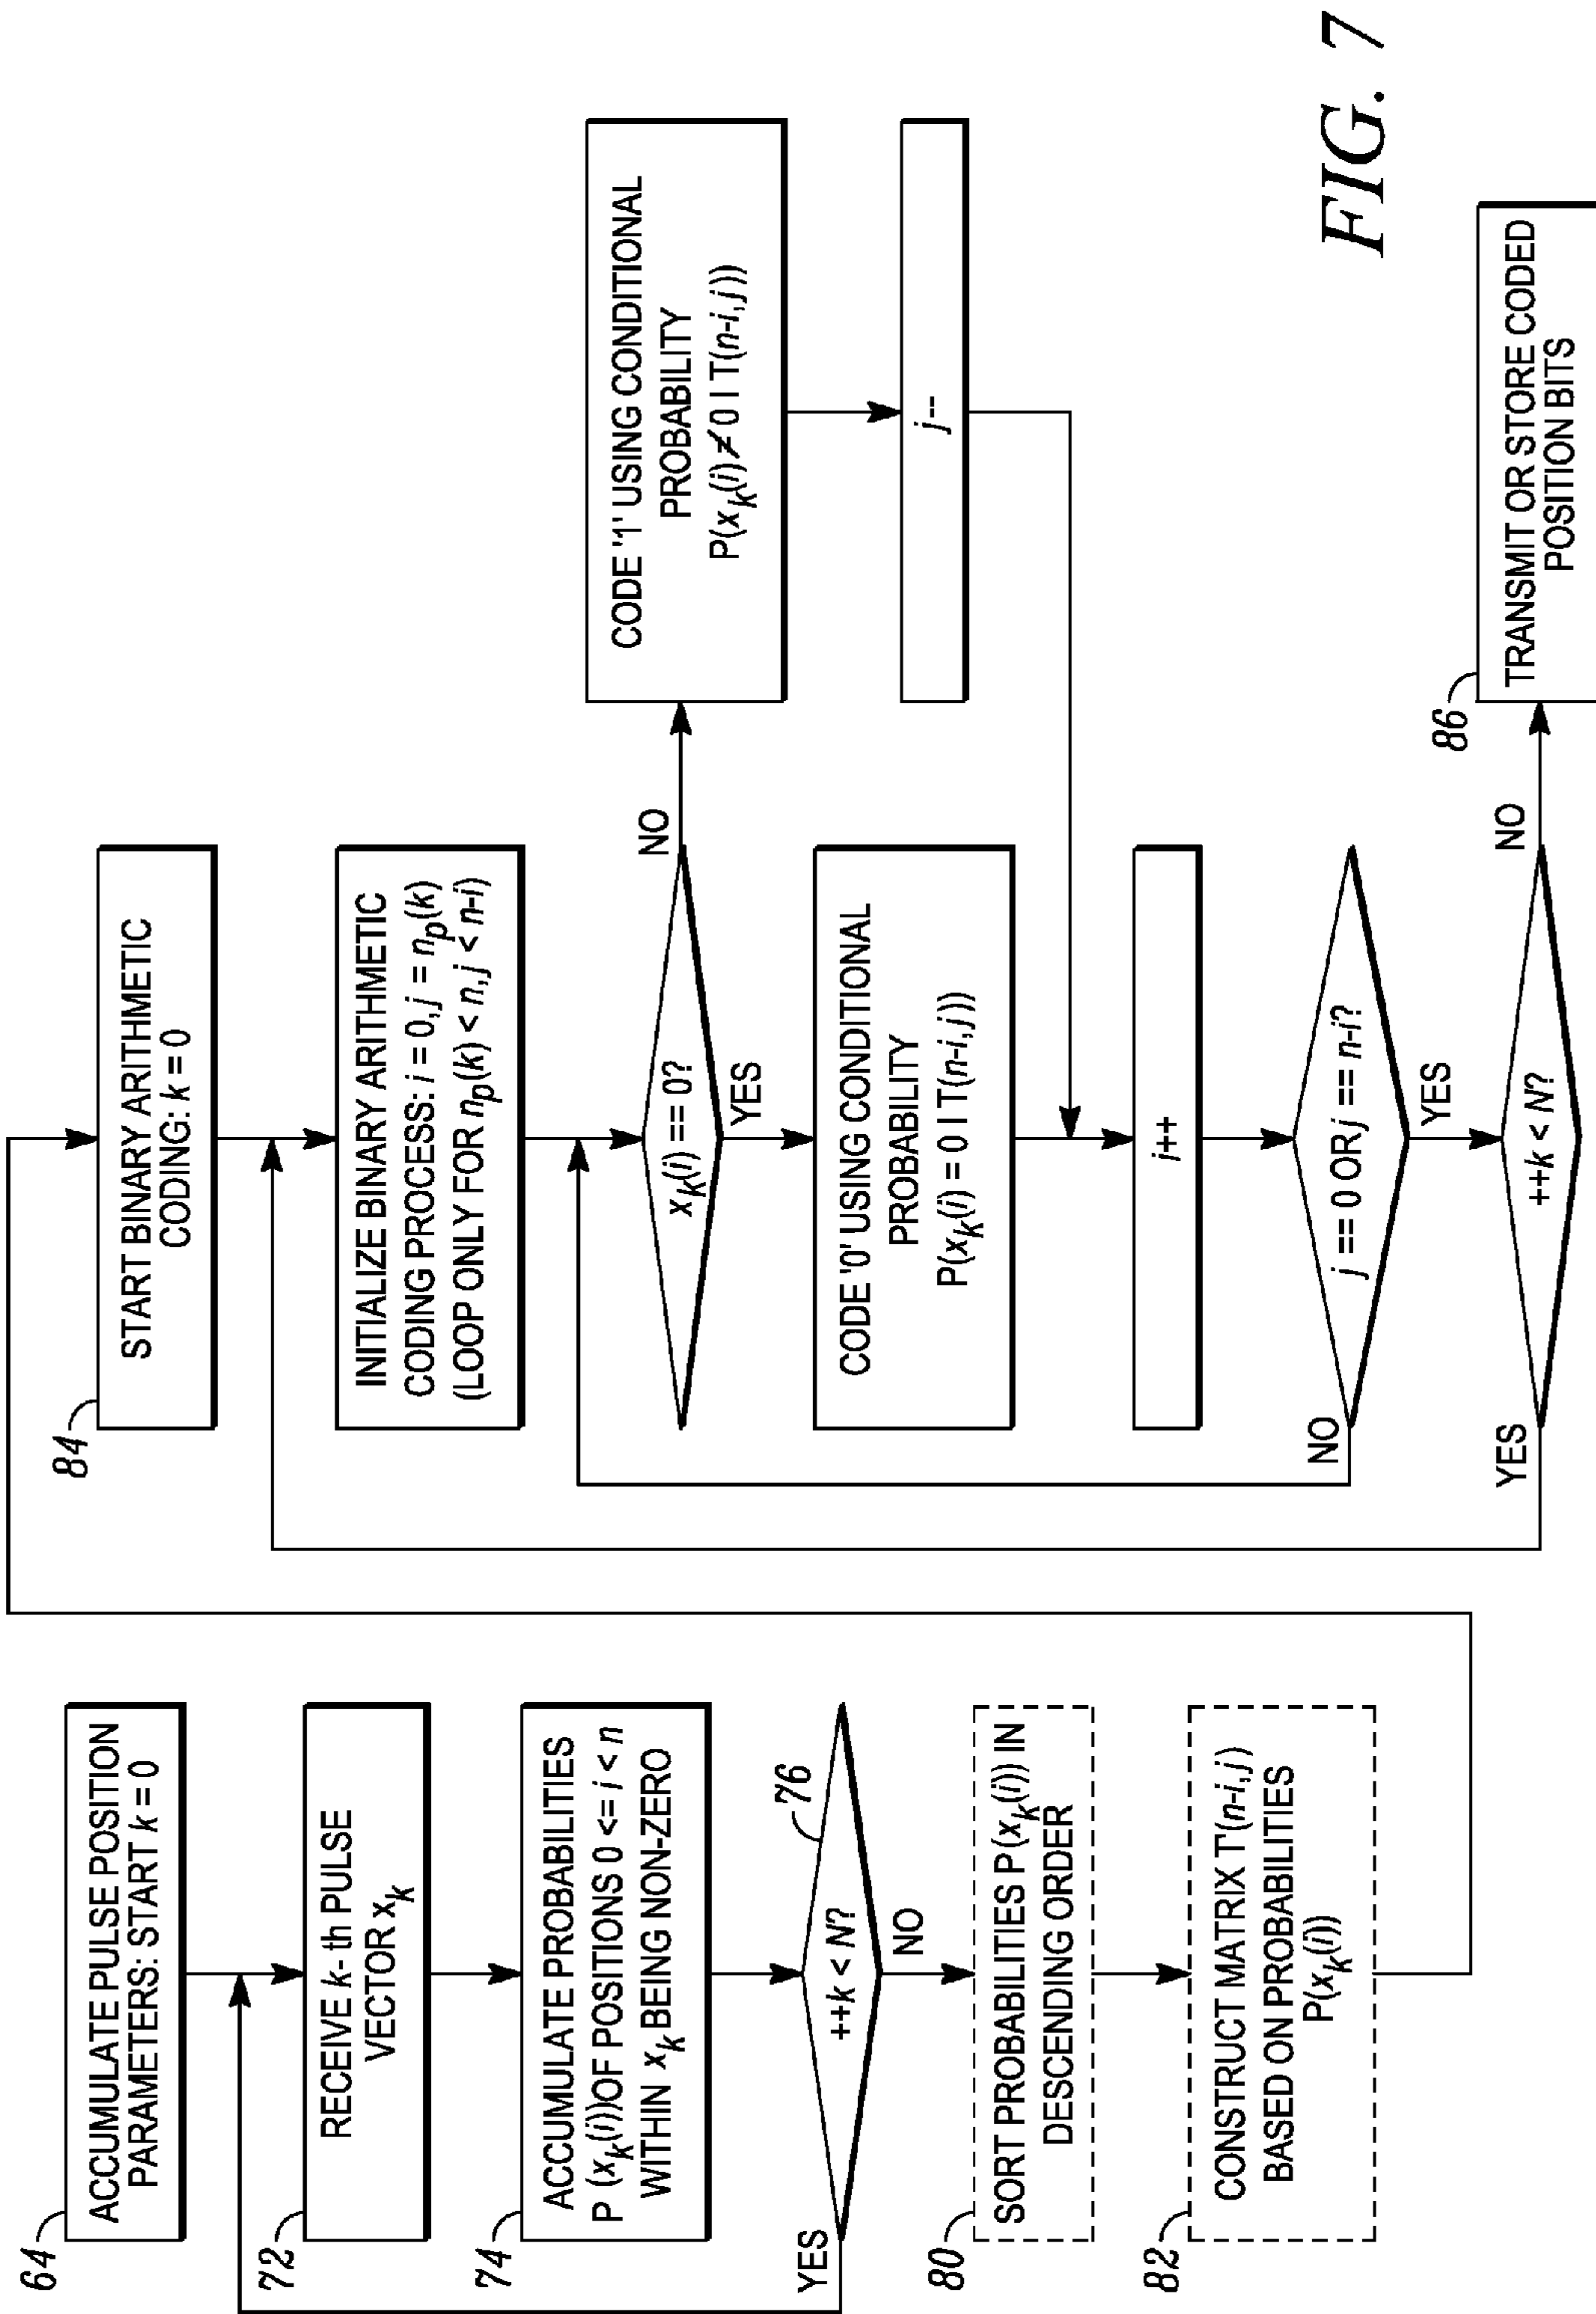 64
ACCUMULATE PULSE POSITION
PARAMETERS: START k = 0
72
RECEIVE k- th PULSE
VECTOR xk
74
ACCUMULATE PROBABILITIES
P (xk(i))OF POSITIONS 0 <= i < n
WITHIN xk BEING NON-ZERO
76
++k < N?
YES
NO
80
SORT PROBABILITIES P(xk(i)) IN
DESCENDING ORDER
82
CONSTRUCT MATRIX T(n-i,j)
BASED ON PROBABILITIES
P(xk(i))
84
START BINARY ARITHMETIC
CODING: k = 0
INITIALIZE BINARY ARITHMETIC
CODING PROCESS: i = 0, j = np(k)
(LOOP ONLY FOR np(k) < n, j < n-i)
xk(i) == 0?
NO
YES
CODE '0' USING CONDITIONAL
PROBABILITY
P(xk(i) = 0 I T(n-i,j))
CODE '1' USING CONDITIONAL
PROBABILITY
P(xk(i) ≠ 0 I T(n-i,j))
j--
i++
j == 0 OR j == n-i?
NO
YES
++k < N?
YES
NO
86
TRANSMIT OR STORE CODED
POSITION BITS
FIG. 7